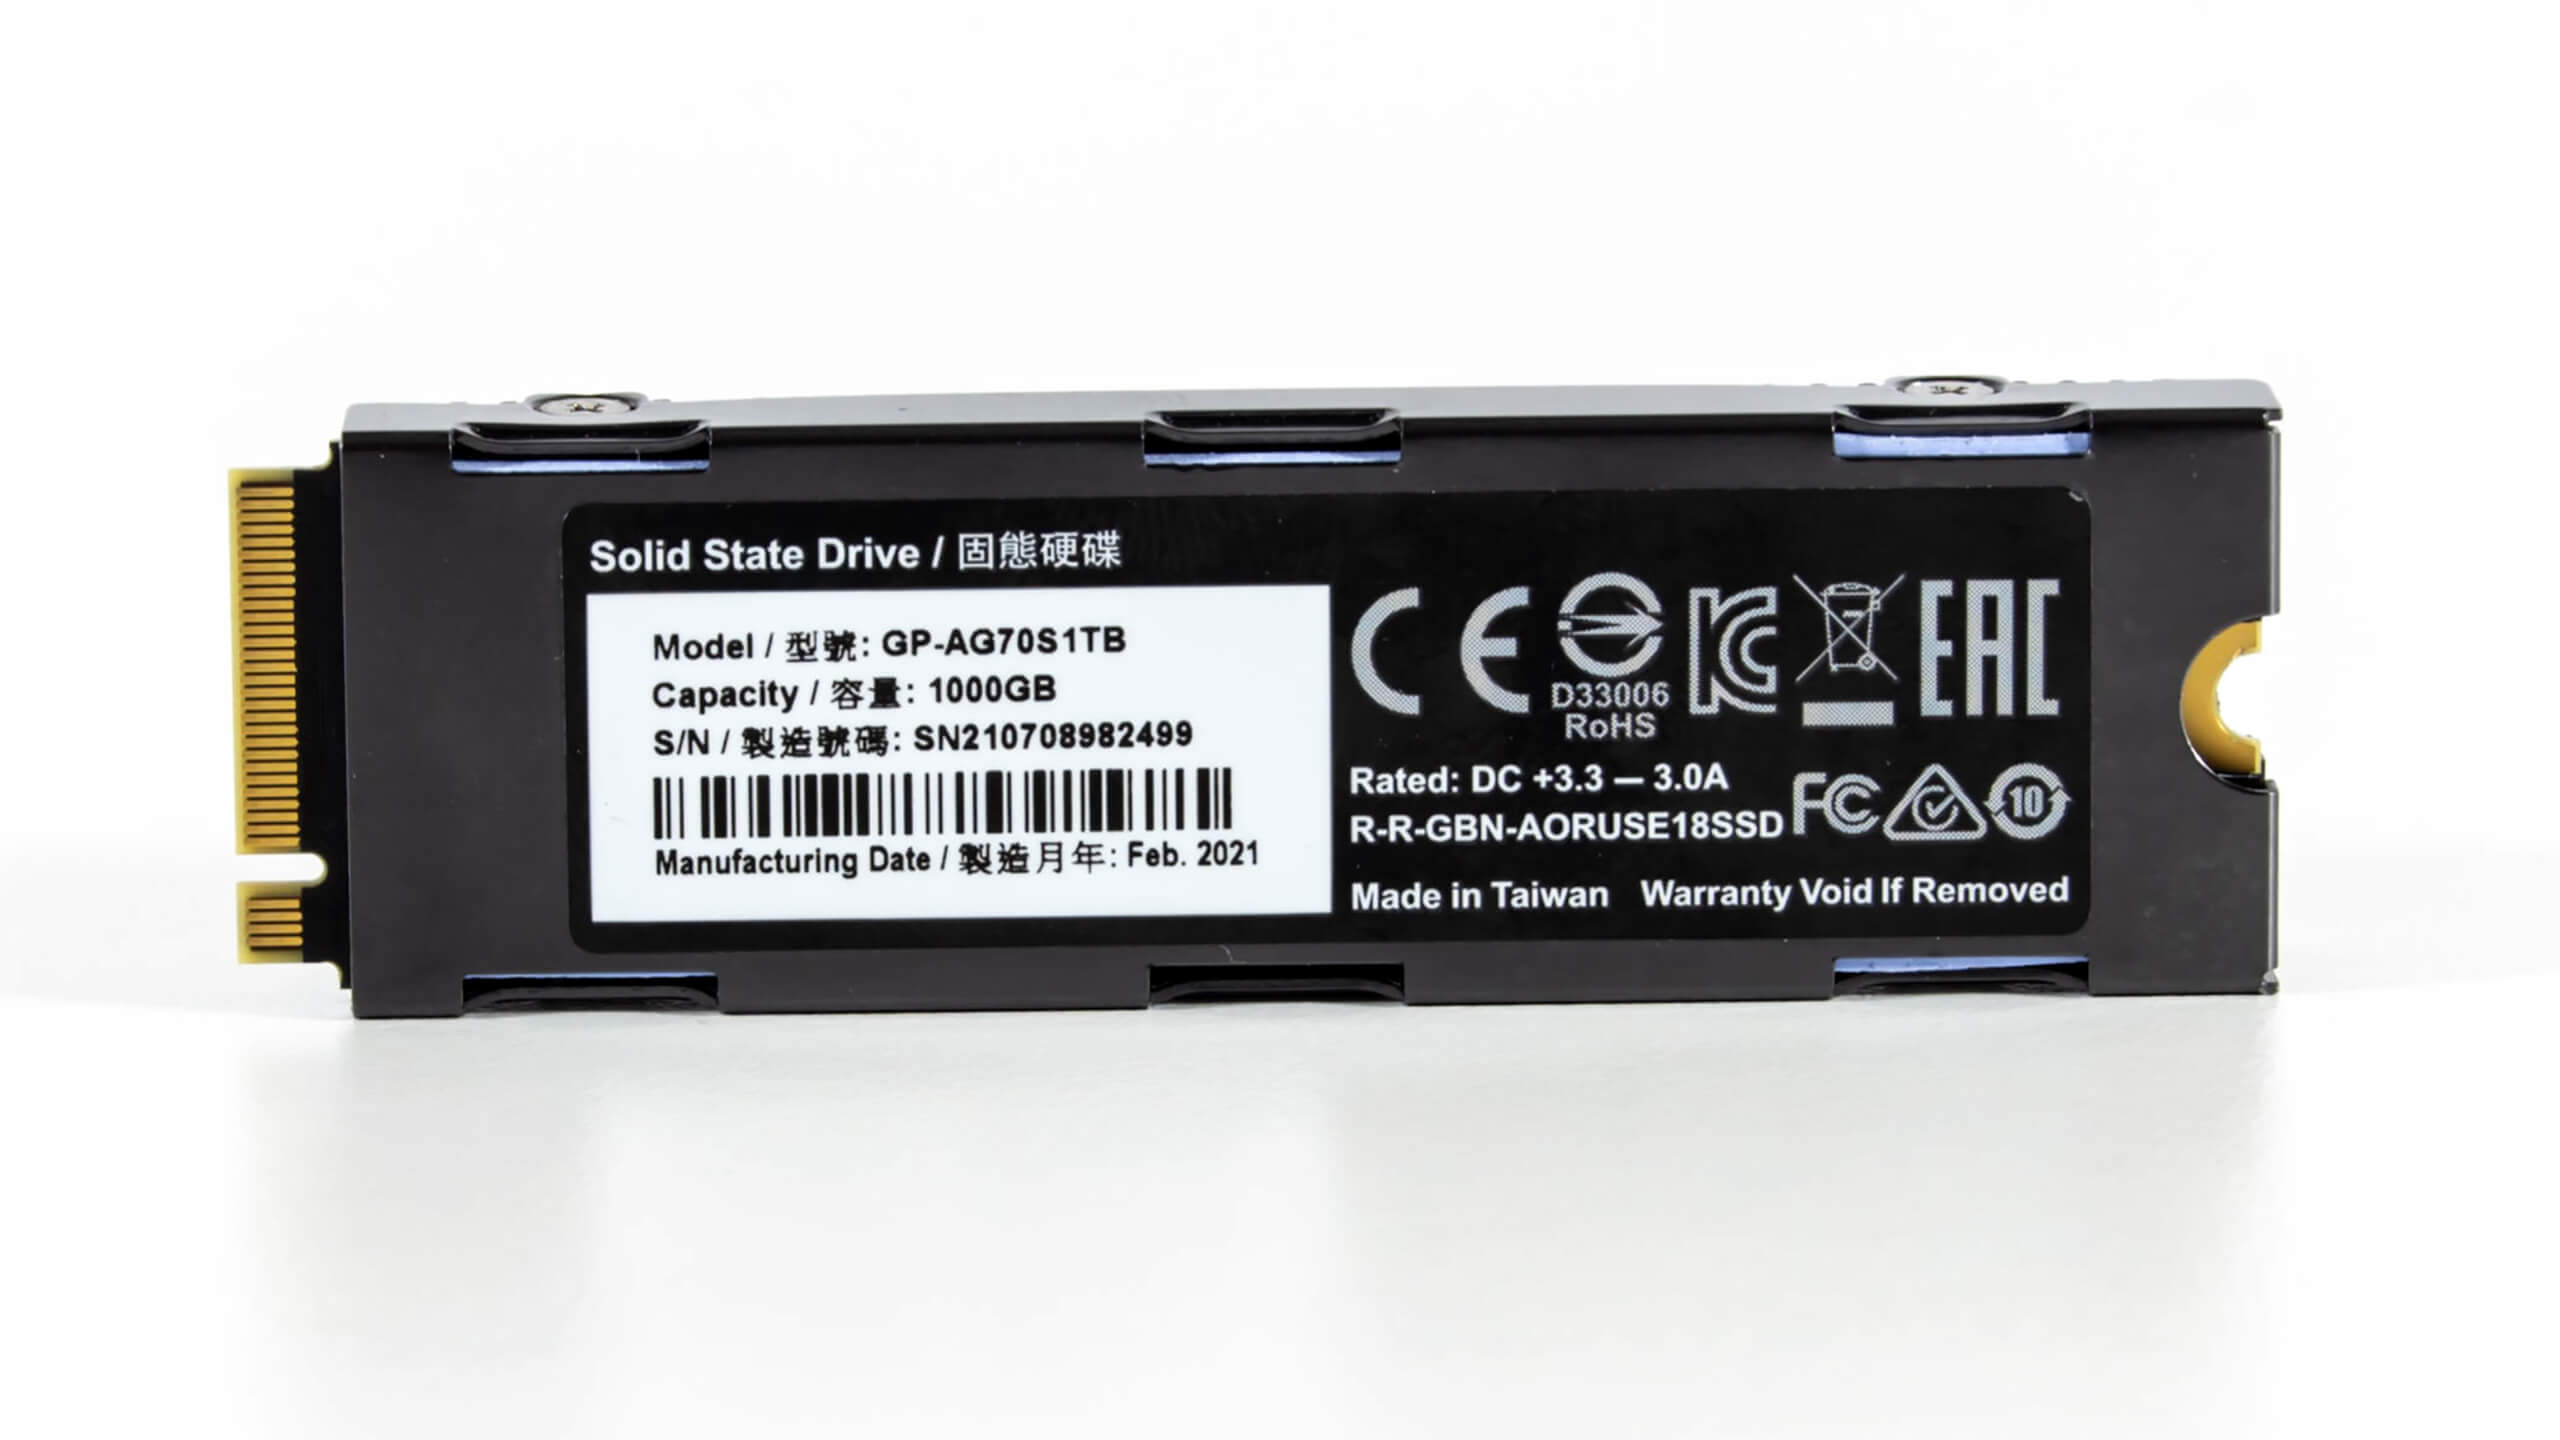 Solid State Drive / 固態硬碟
Model / 型號: GP-AG70S1TB
Capacity / 容量: 1000GB
S/N / 製造號碼: SN210708982499
Manufacturing Date / 製造月年: Feb. 2021
CE
D33006
RoHS
KC
EAC
Rated: DC +3.3 — 3.0A
R-R-GBN-AORUSE18SSD
FC
10
Made in Taiwan Warranty Void If Removed